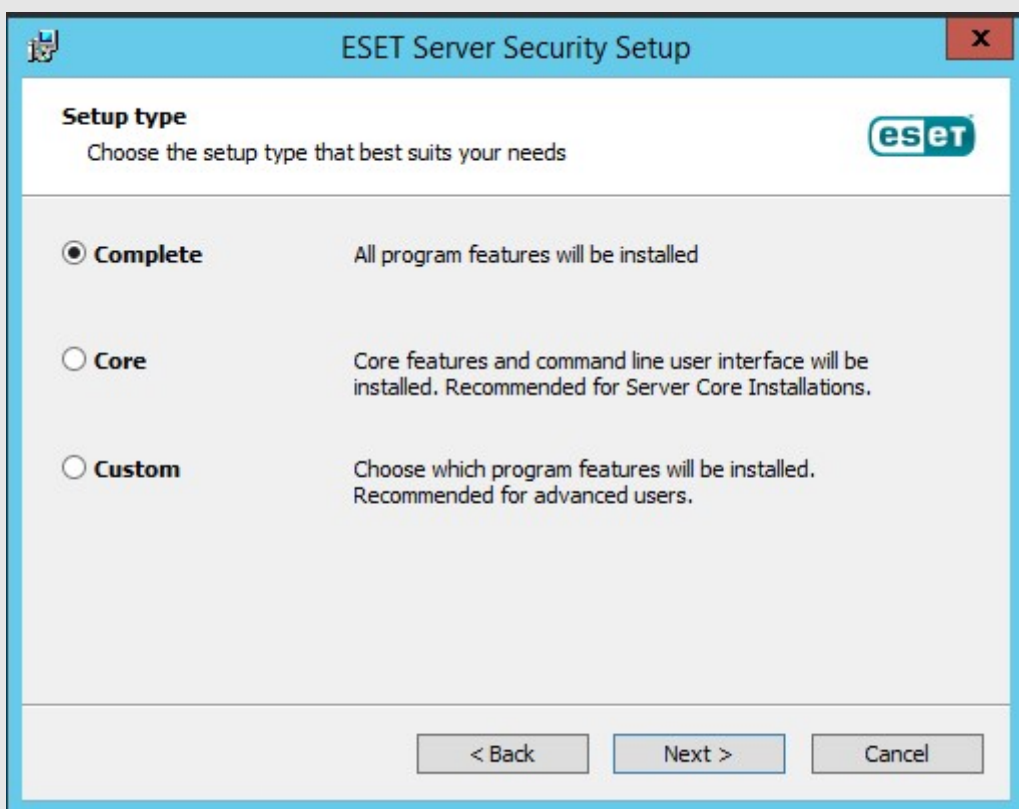 ESET Server Security Setup
x
Setup type
Choose the setup type that best suits your needs
eset
Complete
All program features will be installed
Core
Core features and command line user interface will be
installed. Recommended for Server Core Installations.
Custom
Choose which program features will be installed.
Recommended for advanced users.
< Back
Next >
Cancel